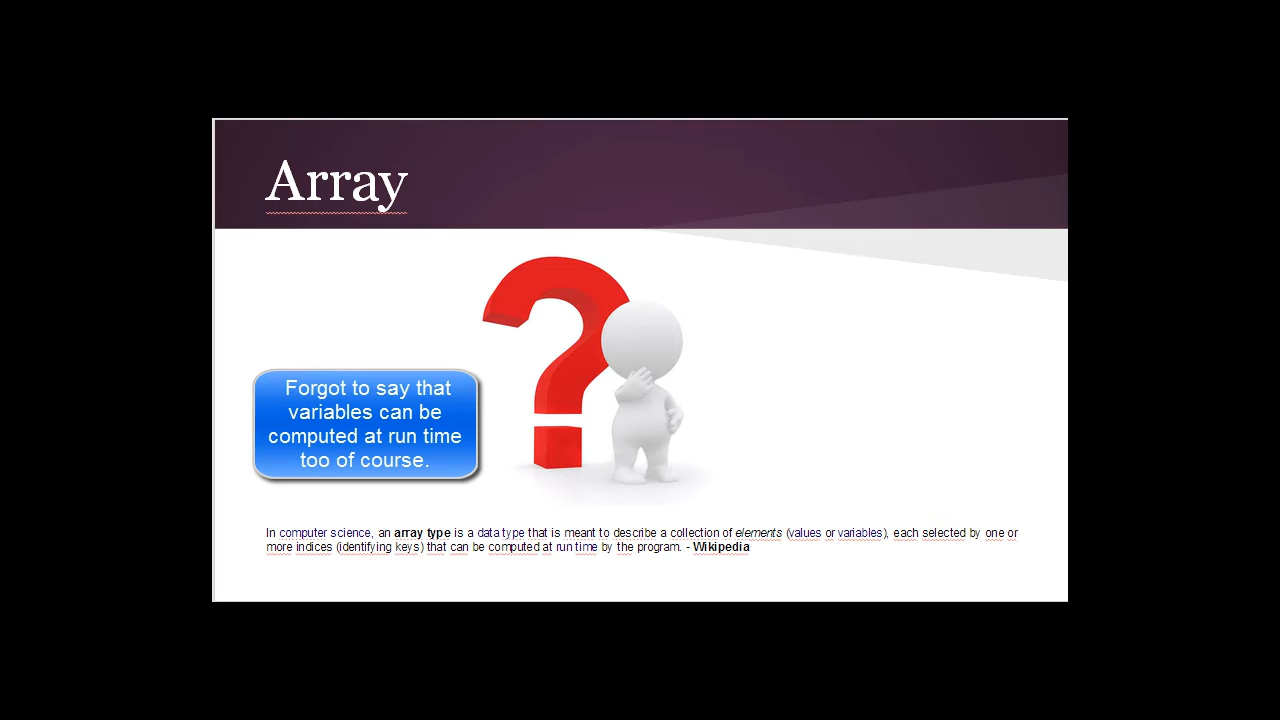 Array
Forgot to say that
variables can be
computed at run time
too of course.
In computer science, an array type is a data type that is meant to describe a collection of elements (values or variables), each selected by one or
more indices (identifying keys) that can be computed at run time by the program. - Wikipedia